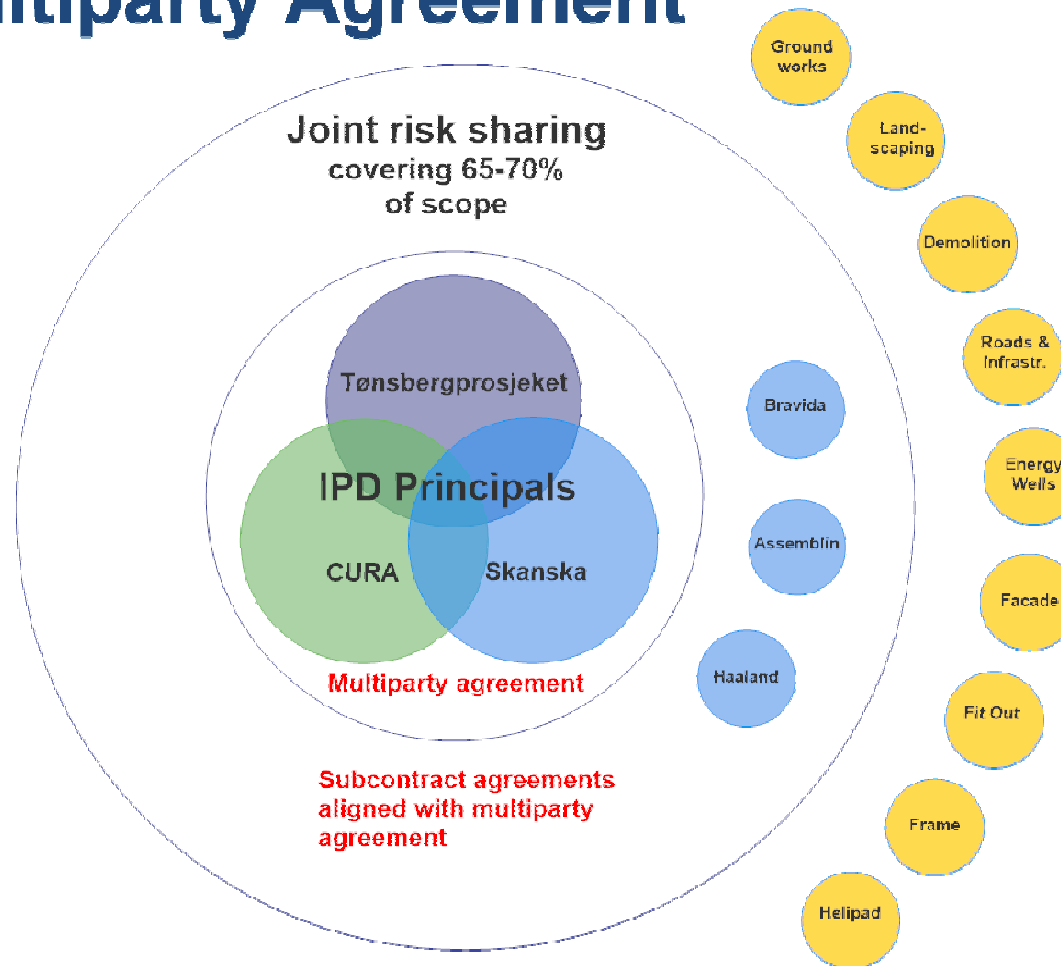 ltiparty Agreement
Joint risk sharing
covering 65-70%
of scope
Tønsbergprosjeket
IPD Principals
CURA
Skanska
Multiparty agreement
Subcontract agreements
aligned with multiparty
agreement
Bravida
Assemblin
Haaland
Ground
works
Land-
scaping
Demolition
Roads &
Infrastr.
Energy
Wells
Facade
Fit Out
Frame
Helipad